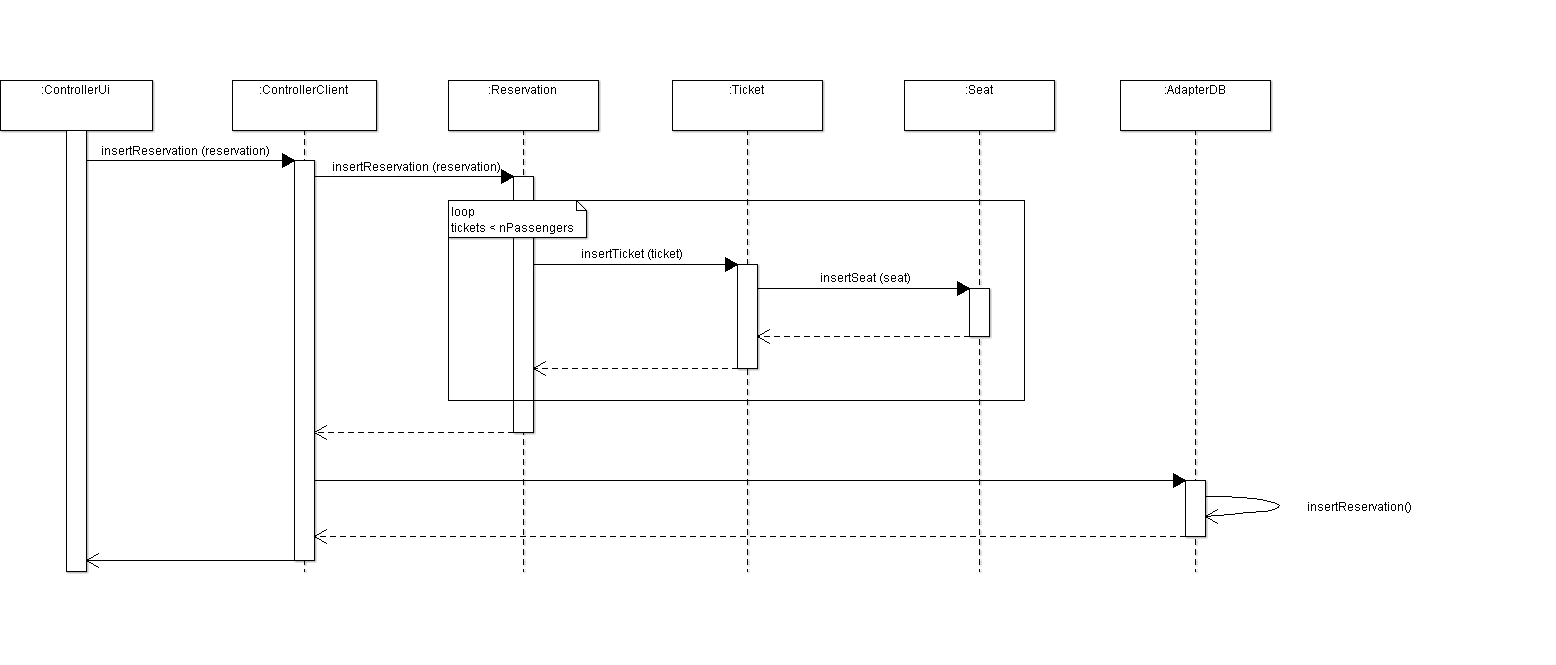 :ControllerUi
:ControllerClient
:Reservation
:Ticket
:Seat
:AdapterDB
insertReservation (reservation)
insertReservation (reservation)
loop
tickets < nPassengers
insertTicket (ticket)
insertSeat (seat)
insertReservation()